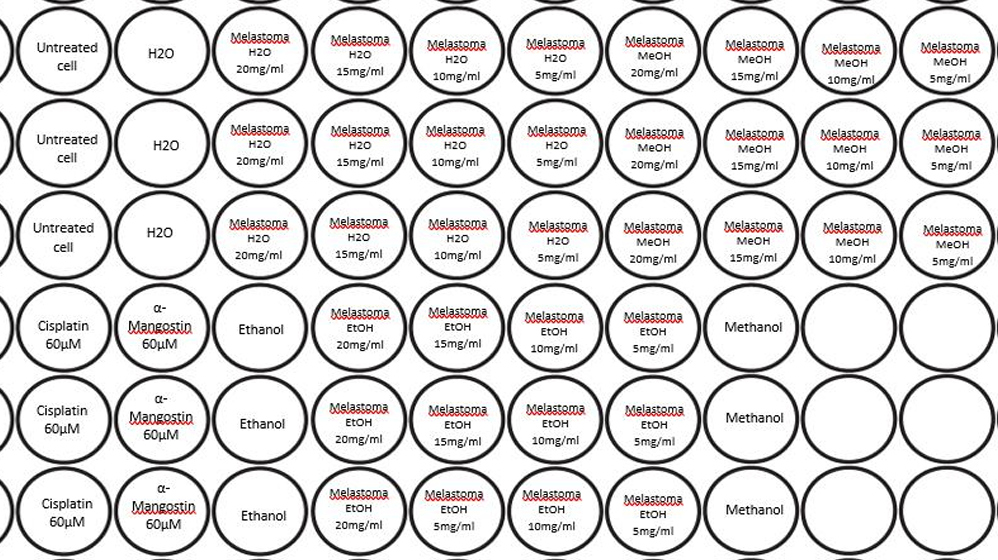 Untreated
cell
H2O
Melastoma
H2O
20mg/ml
Melastoma
H2O
15mg/ml
Melastoma
H2O
10mg/ml
Melastoma
H2O
5mg/ml
Melastoma
MeOH
20mg/ml
Melastoma
MeOH
15mg/ml
Melastoma
MeOH
10mg/ml
Melastoma
MeOH
5mg/ml
Untreated
cell
H2O
Melastoma
H2O
20mg/ml
Melastoma
H2O
15mg/ml
Melastoma
H2O
10mg/ml
Melastoma
H2O
5mg/ml
Melastoma
MeOH
20mg/ml
Melastoma
MeOH
15mg/ml
Melastoma
MeOH
10mg/ml
Melastoma
MeOH
5mg/ml
Untreated
cell
H2O
Melastoma
H2O
20mg/ml
Melastoma
H2O
15mg/ml
Melastoma
H2O
10mg/ml
Melastoma
H2O
5mg/ml
Melastoma
MeOH
20mg/ml
Melastoma
MeOH
15mg/ml
Melastoma
MeOH
10mg/ml
Melastoma
MeOH
5mg/ml
Cisplatin
60μM
α-
Mangostin
60μM
Ethanol
Melastoma
EtOH
20mg/ml
Melastoma
EtOH
15mg/ml
Melastoma
EtOH
10mg/ml
Melastoma
EtOH
5mg/ml
Methanol
Cisplatin
60μM
α-
Mangostin
60μM
Ethanol
Melastoma
EtOH
20mg/ml
Melastoma
EtOH
15mg/ml
Melastoma
EtOH
10mg/ml
Melastoma
EtOH
5mg/ml
Methanol
Cisplatin
60μM
α-
Mangostin
60μM
Ethanol
Melastoma
EtOH
20mg/ml
Melastoma
EtOH
5mg/ml
Melastoma
EtOH
10mg/ml
Melastoma
EtOH
5mg/ml
Methanol